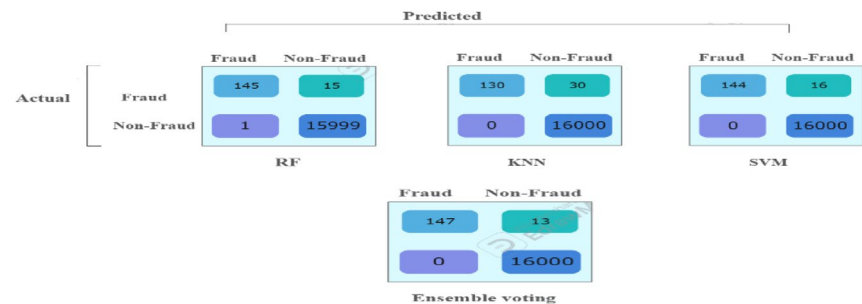 Predicted
Fraud Non-Fraud Fraud Non-Fraud Fraud Non-Fraud
Actual
Fraud 145 15 130 30 144 16
Non-Fraud 1 15999 0 16000 0 16000
RF KNN SVM
Fraud Non-Fraud
147 13
0 16000
Ensemble voting